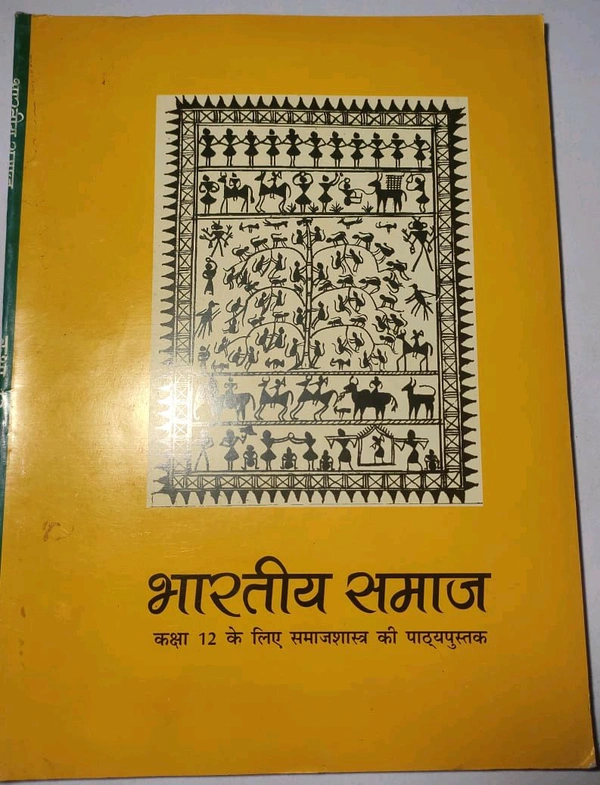 भारतीय समाज
कक्षा 12 के लिए समाजशास्त्र की पाठ्यपुस्तक